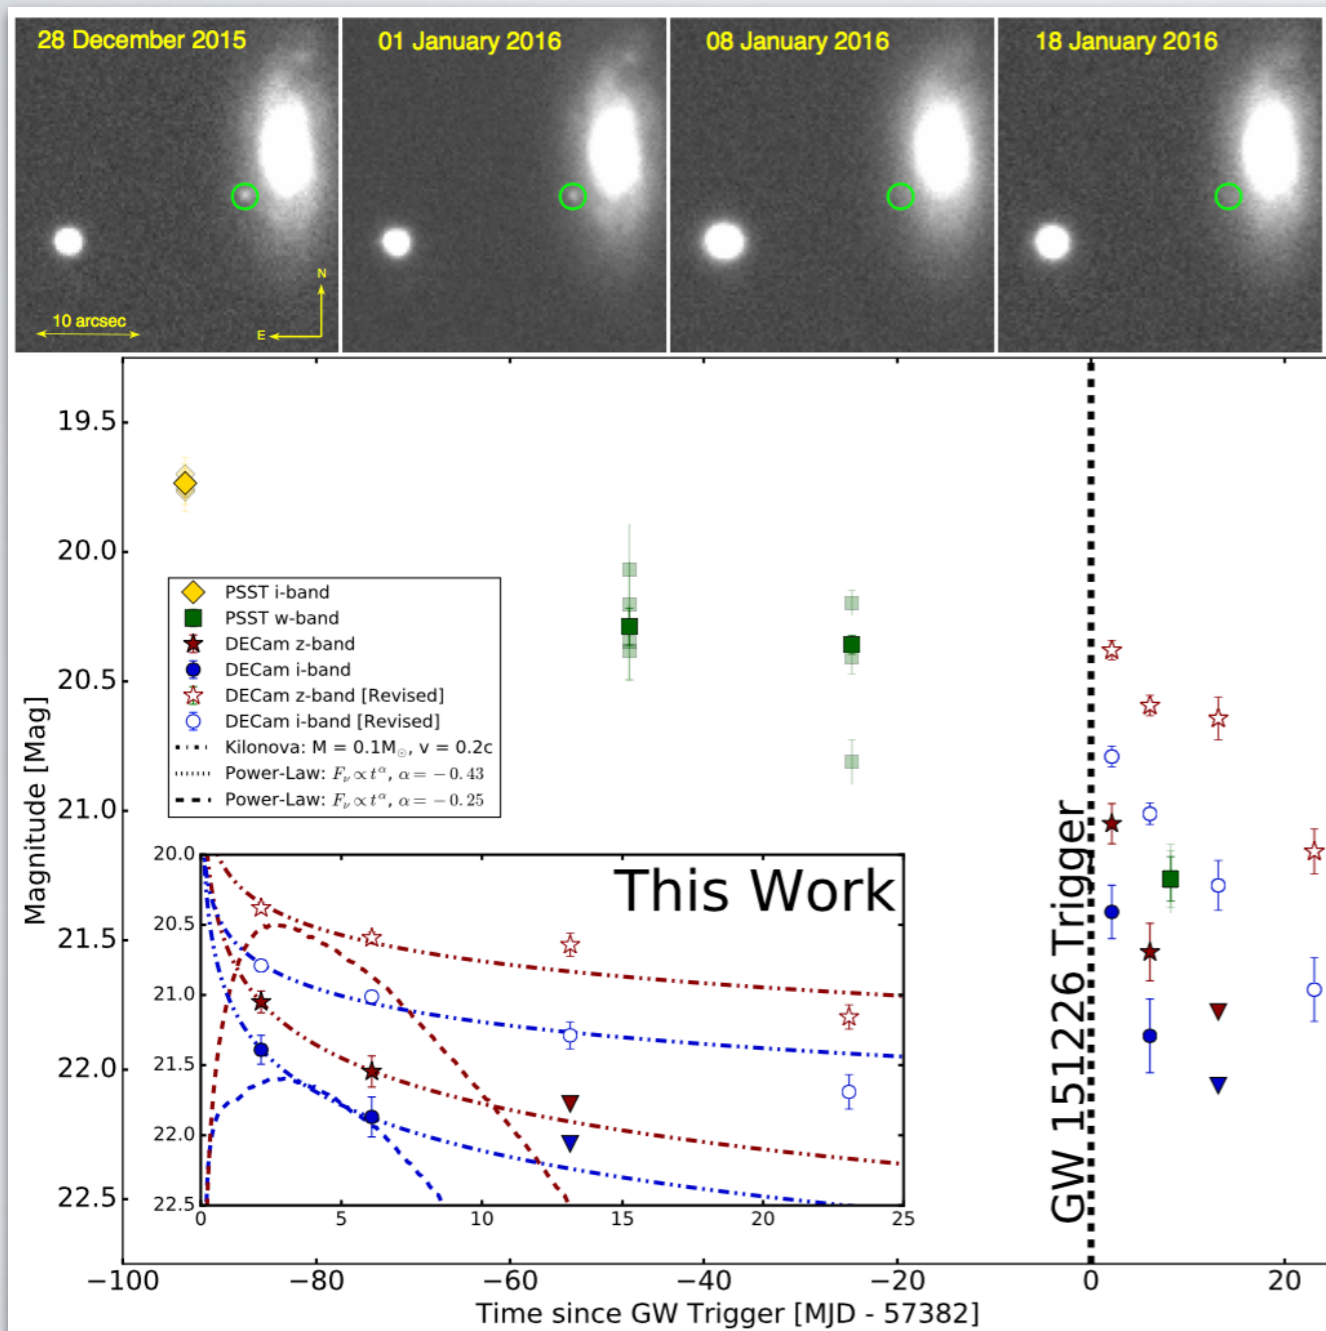 28 December 2015
01 January 2016
08 January 2016
18 January 2016
N
10 arcsec
E
19.5
20.0
20.5
21.0
21.5
22.0
22.5
Magnitude [Mag]
PSST i-band
PSST w-band
DECam z-band
DECam i-band
DECam z-band [Revised]
DECam i-band [Revised]
Kilonova: M = 0.1M☉, v = 0.2c
Power-Law: Fν ∝ t^α, α = −0.43
Power-Law: Fν ∝ t^α, α = −0.25
GW 151226 Trigger
This Work
20.0
20.5
21.0
21.5
22.0
22.5
0 5 10 15 20 25
−100 −80 −60 −40 −20 0 20
Time since GW Trigger [MJD - 57382]